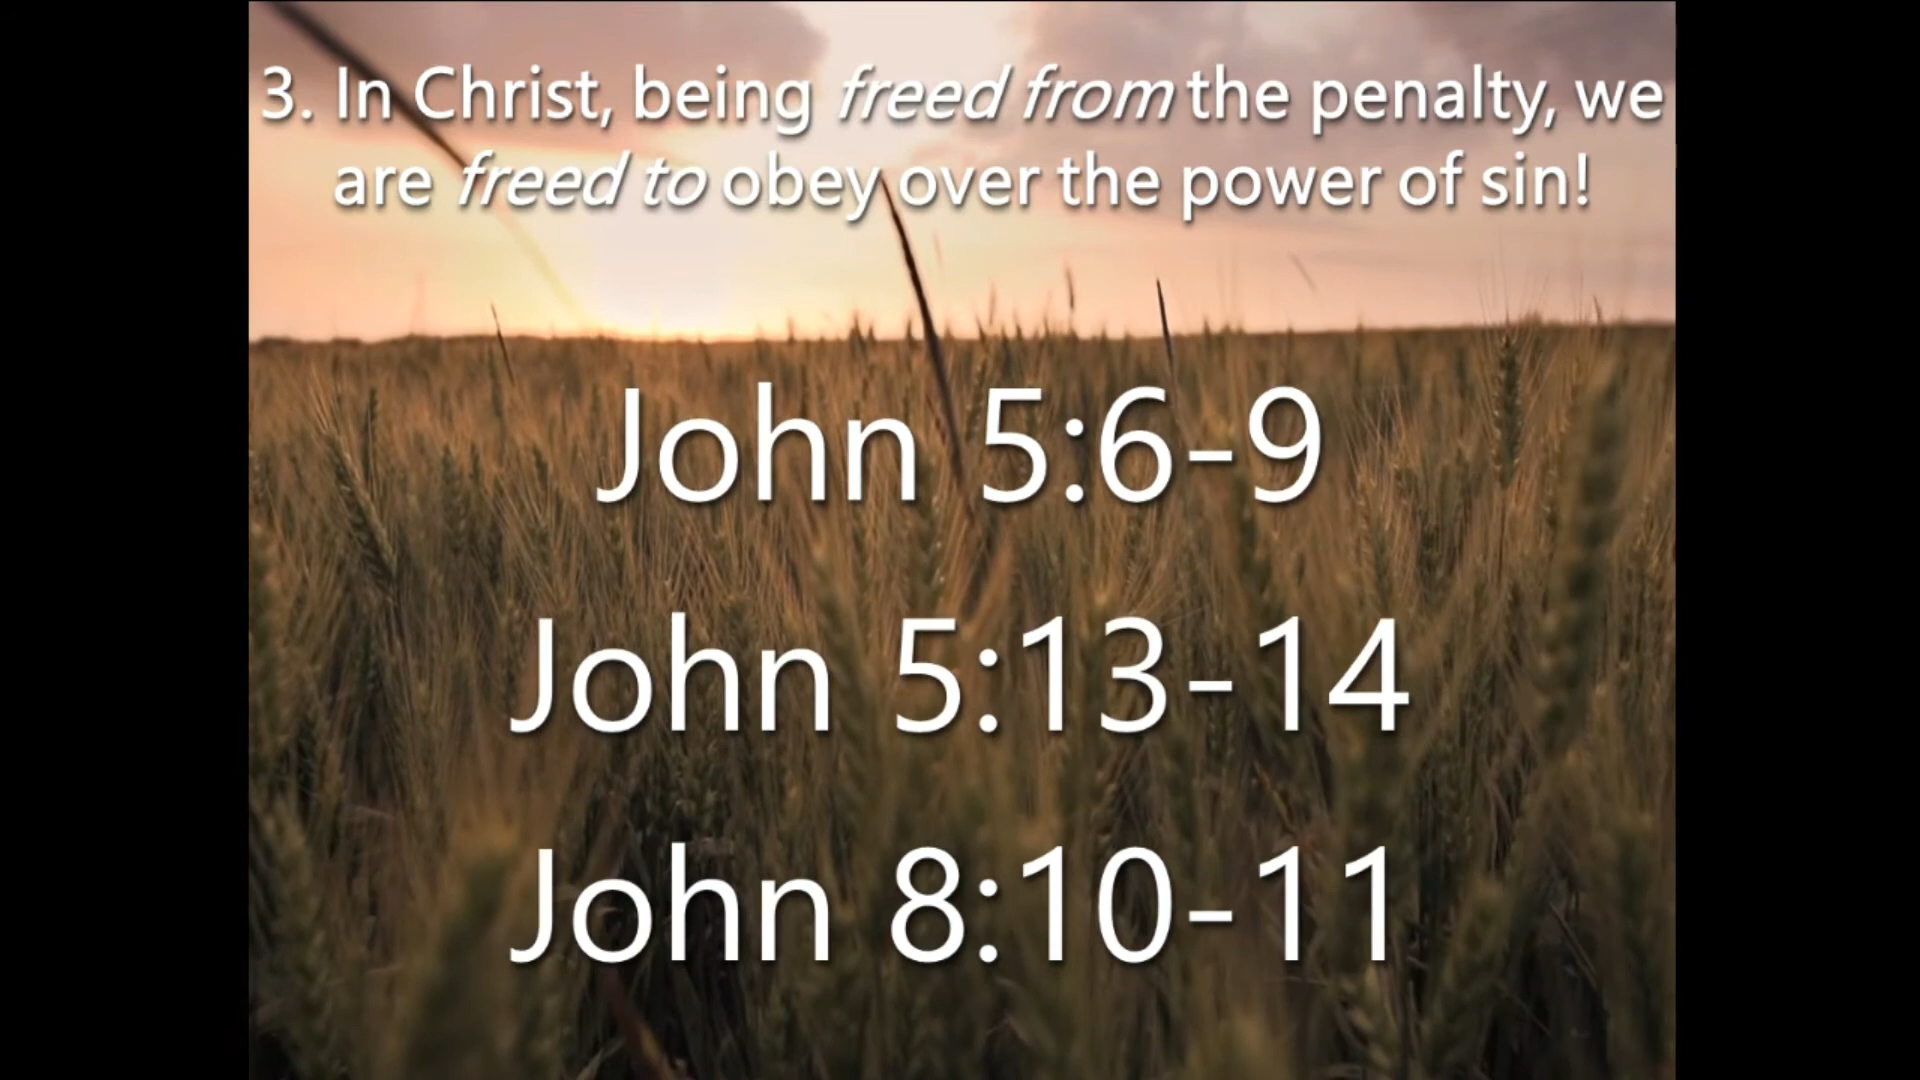 3. In Christ, being freed from the penalty, we
are freed to obey over the power of sin!
John 5:6-9
John 5:13-14
John 8:10-11